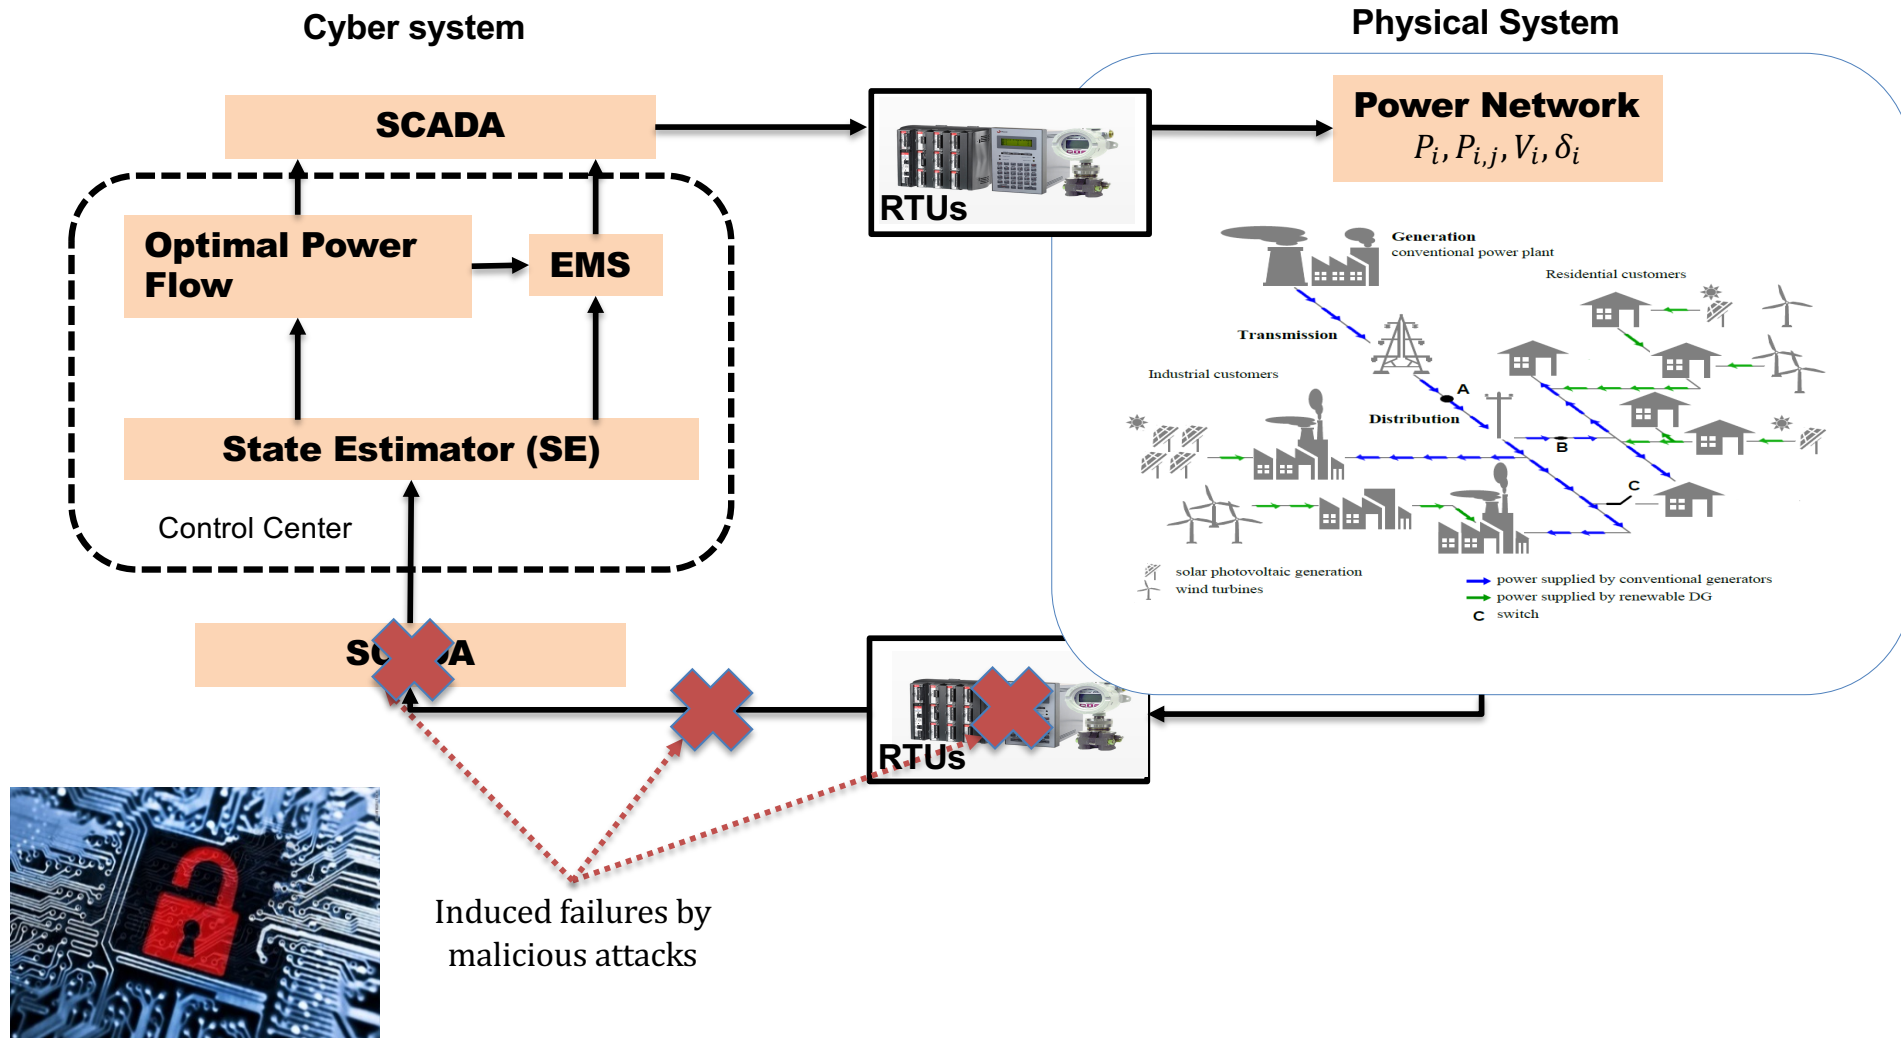 Cyber system
Physical System
SCADA
RTUs
Power Network
P_i, P_{i,j}, V_i, δ_i
Optimal Power
Flow
EMS
State Estimator (SE)
Control Center
Generation
conventional power plant
Residential customers
Transmission
Industrial customers
A
Distribution
B
C
solar photovoltaic generation
wind turbines
power supplied by conventional generators
power supplied by renewable DG
C switch
SCADA
RTUs
Induced failures by
malicious attacks